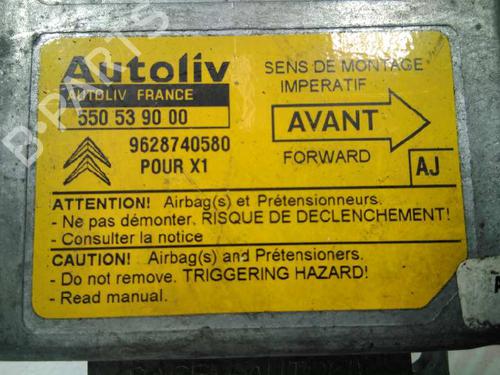 Autoliv
AUTOLIV FRANCE
550 53 90 00
9628740580
POUR X1
SENS DE MONTAGE
IMPERATIF
AVANT
FORWARD
AJ
ATTENTION! Airbag(s) et Prétensionneurs.
- Ne pas démonter. RISQUE DE DECLENCHEMENT!
- Consulter la notice
CAUTION! Airbag(s) and Prétensioners.
- Do not remove. TRIGGERING HAZARD!
- Read manual.
B-PARTS